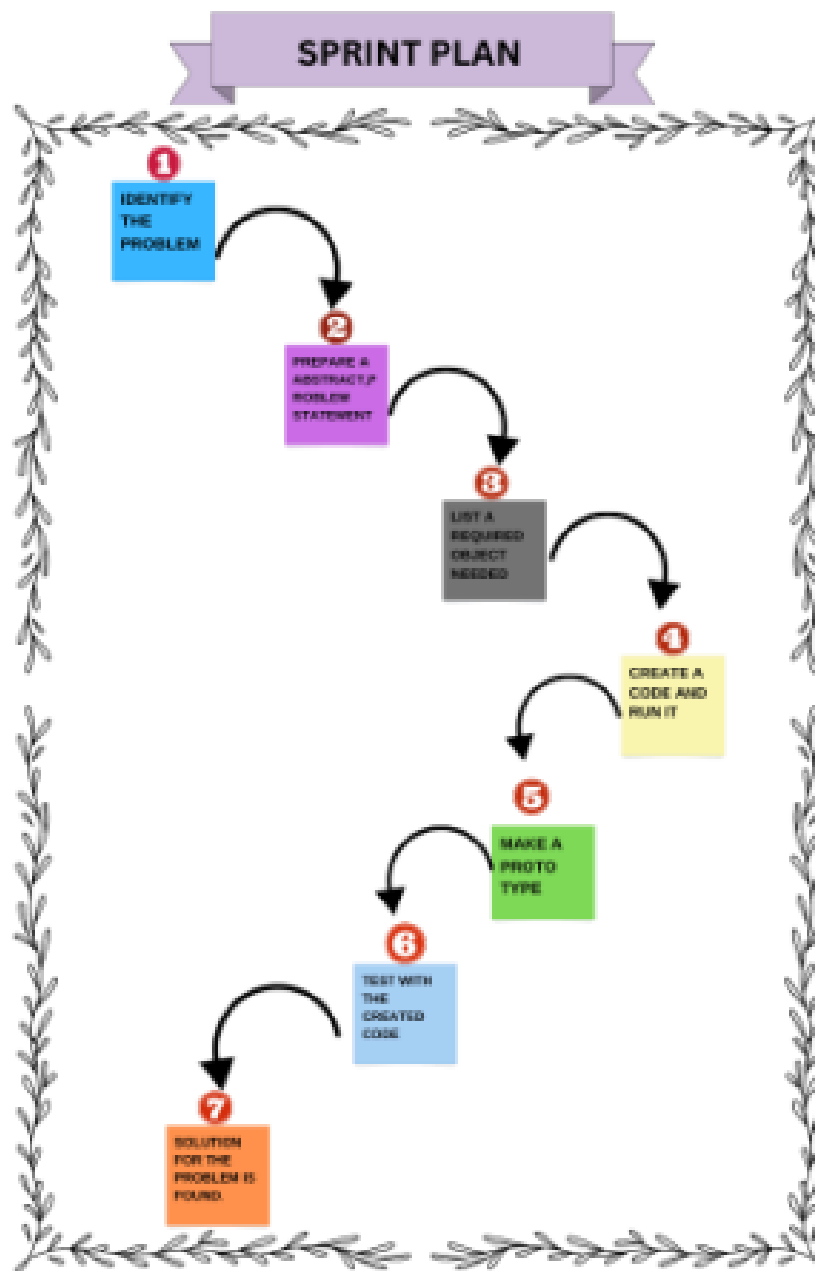 SPRINT PLAN
1
IDENTIFY
THE
PROBLEM
2
PREPARE A
ABSTRACT,P
ROBLEM
STATEMENT
3
LIST A
REQUIRED
OBJECT
NEEDED
4
CREATE A
CODE AND
RUN IT
5
MAKE A
PROTO
TYPE
6
TEST WITH
THE
CREATED
CODE
7
SOLUTION
FOR THE
PROBLEM IS
FOUND.